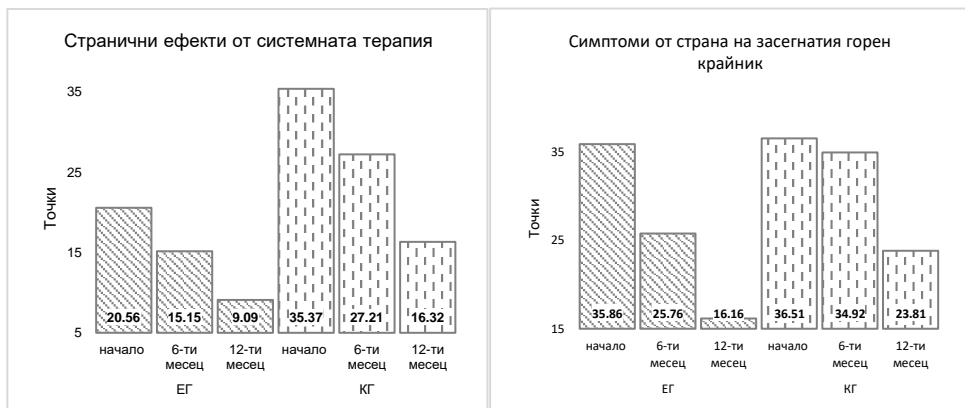 Странични ефекти от системната терапия
35
25
15
5
Точки
20.56
15.15
9.09
35.37
27.21
16.32
начало
6-ти
месец
12-ти
месец
начало
6-ти
месец
12-ти
месец
ЕГ
КГ
Симптоми от страна на засегнатия горен
крайник
35
25
15
Точки
35.86
25.76
16.16
36.51
34.92
23.81
начало
6-ти
месец
12-ти
месец
начало
6-ти
месец
12-ти
месец
ЕГ
КГ